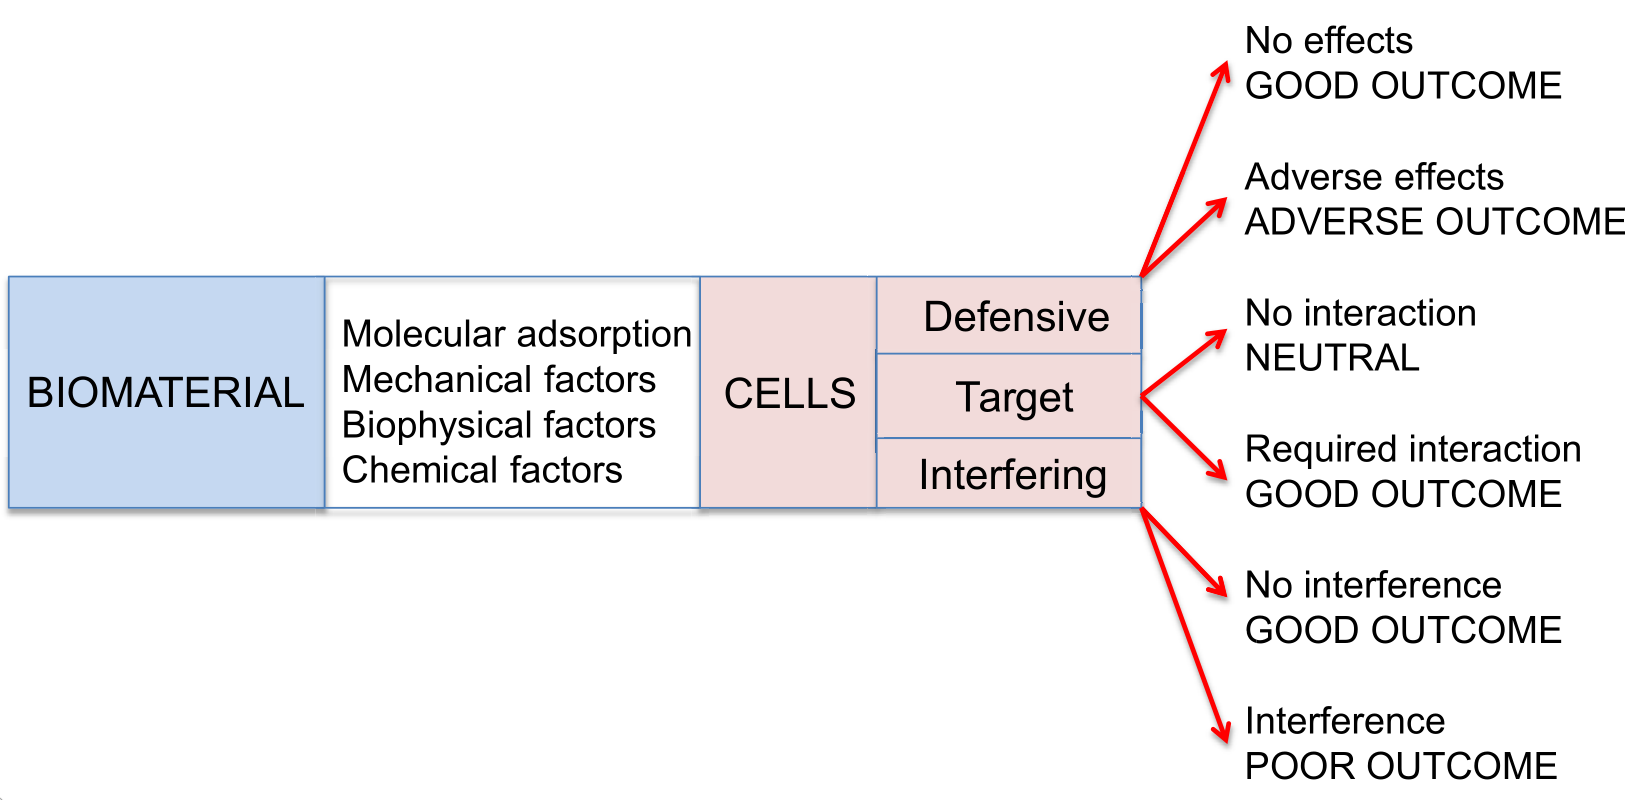 BIOMATERIAL
Molecular adsorption
Mechanical factors
Biophysical factors
Chemical factors
CELLS
Defensive
Target
Interfering
No effects
GOOD OUTCOME
Adverse effects
ADVERSE OUTCOME
No interaction
NEUTRAL
Required interaction
GOOD OUTCOME
No interference
GOOD OUTCOME
Interference
POOR OUTCOME